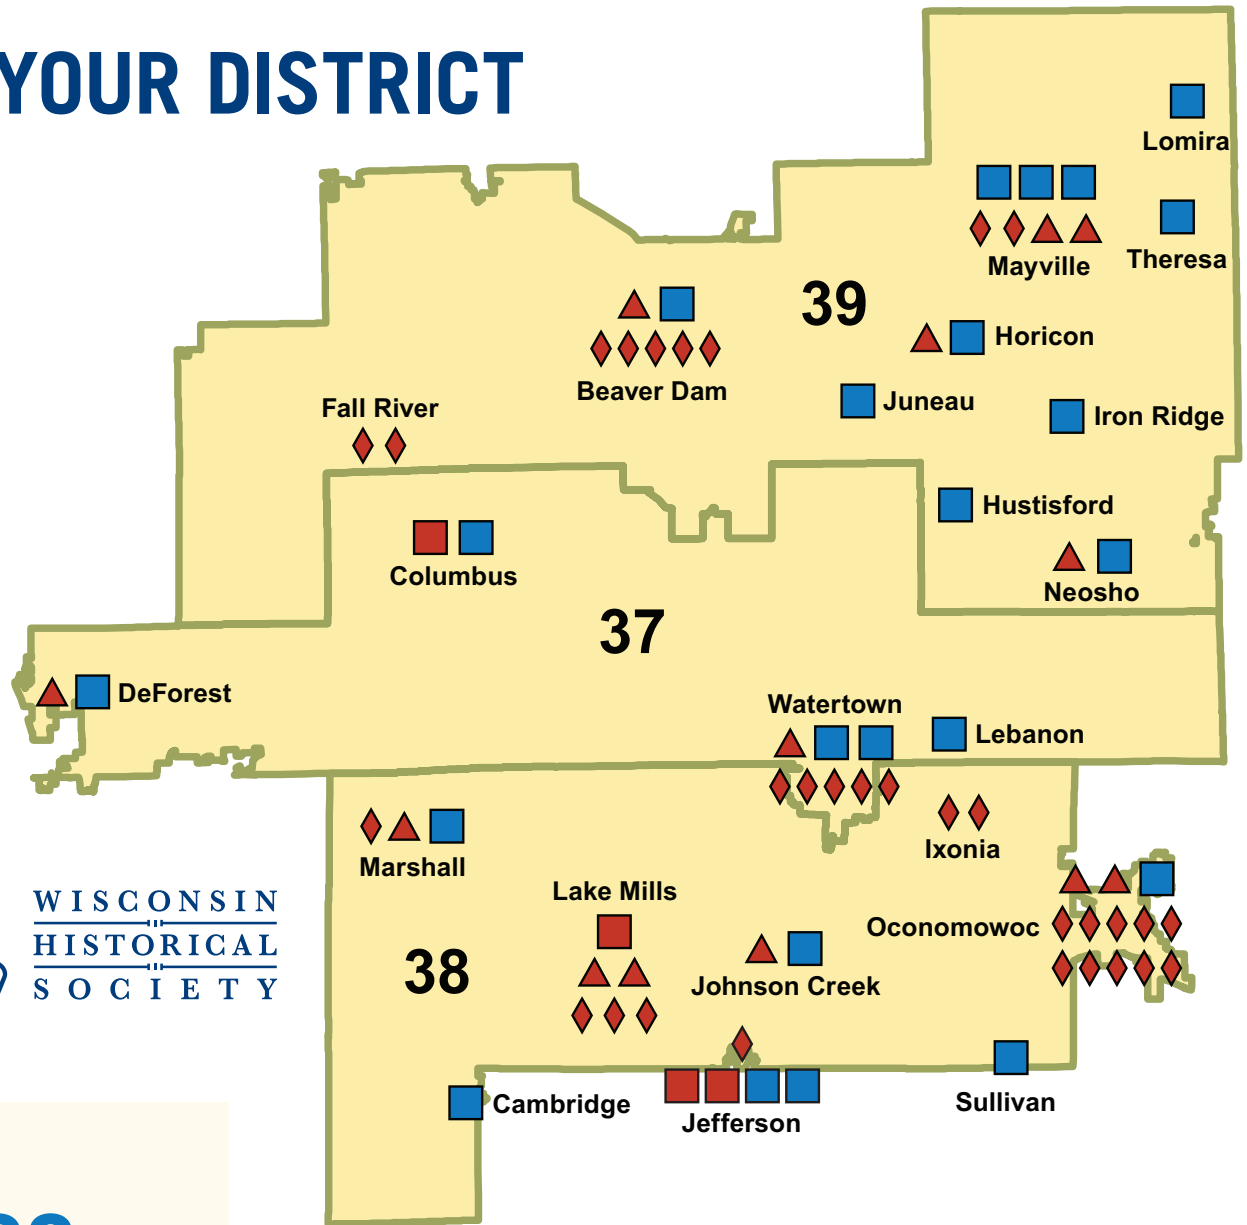 YOUR DISTRICT
Lomira
Mayville
Theresa
39
Horicon
Beaver Dam
Juneau
Fall River
Iron Ridge
Hustisford
Columbus
Neosho
37
DeForest
Watertown
Lebanon
Ixonia
Marshall
Lake Mills
WISCONSIN
HISTORICAL
SOCIETY
Oconomowoc
38
Johnson Creek
Cambridge
Sullivan
Jefferson